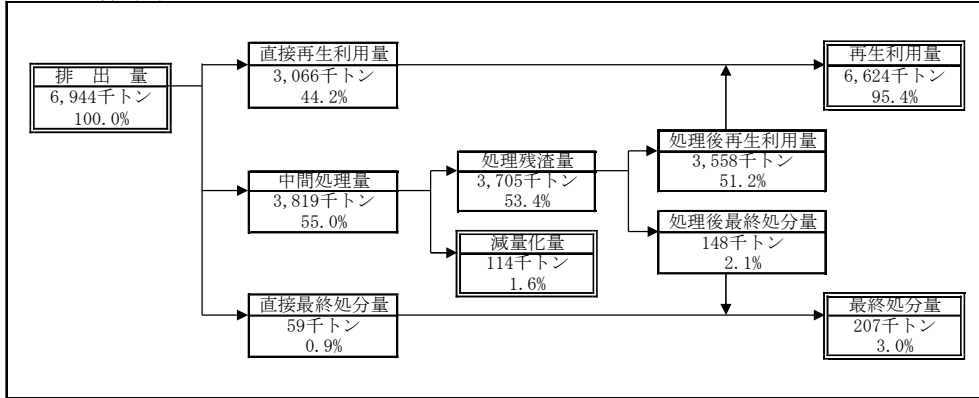 直接再生利用量
3,066千トン
44.2%
再生利用量
6,624千トン
95.4%
排　出　量
6,944千トン
100.0%
処理後再生利用量
3,558千トン
51.2%
処理残渣量
3,705千トン
53.4%
中間処理量
3,819千トン
55.0%
処理後最終処分量
148千トン
2.1%
減量化量
114千トン
1.6%
直接最終処分量
59千トン
0.9%
最終処分量
207千トン
3.0%